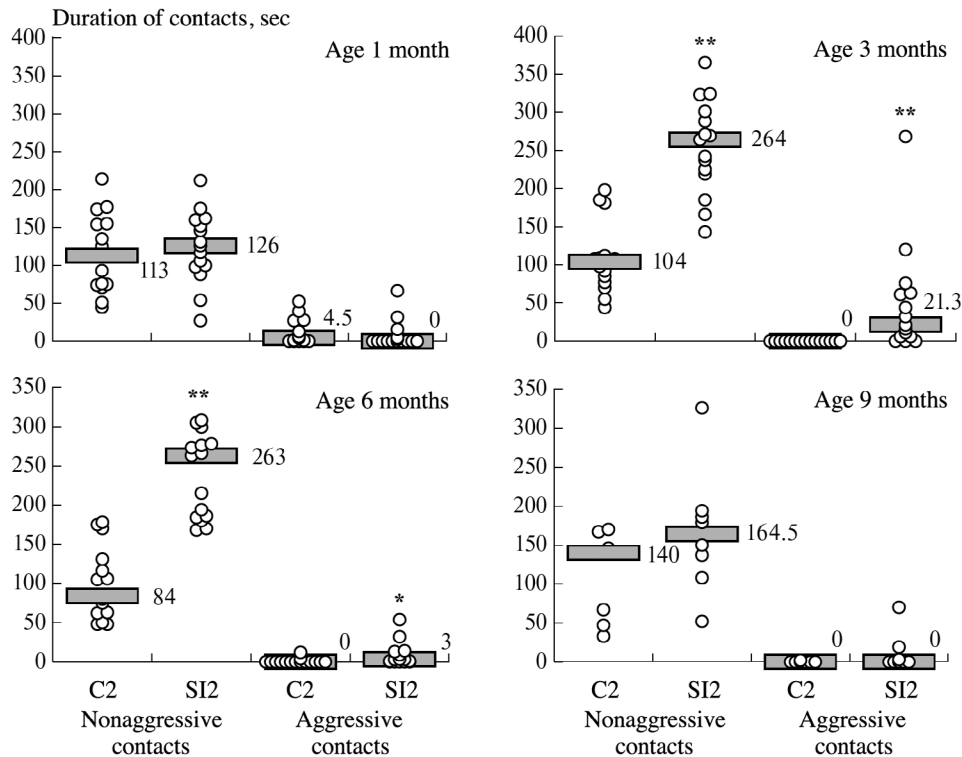 Duration of contacts, sec
Age 1 month
400
350
300
250
200
150
100
50
0
113
126
4.5
0
Age 3 months
400
350
300
250
200
150
100
50
0
**
**
104
264
0
21.3
Age 6 months
350
300
250
200
150
100
50
0
**
*
84
263
0
3
C2
SI2
C2
SI2
Nonaggressive
contacts
Aggressive
contacts
Age 9 months
350
300
250
200
150
100
50
0
140
164.5
0
0
C2
SI2
C2
SI2
Nonaggressive
contacts
Aggressive
contacts